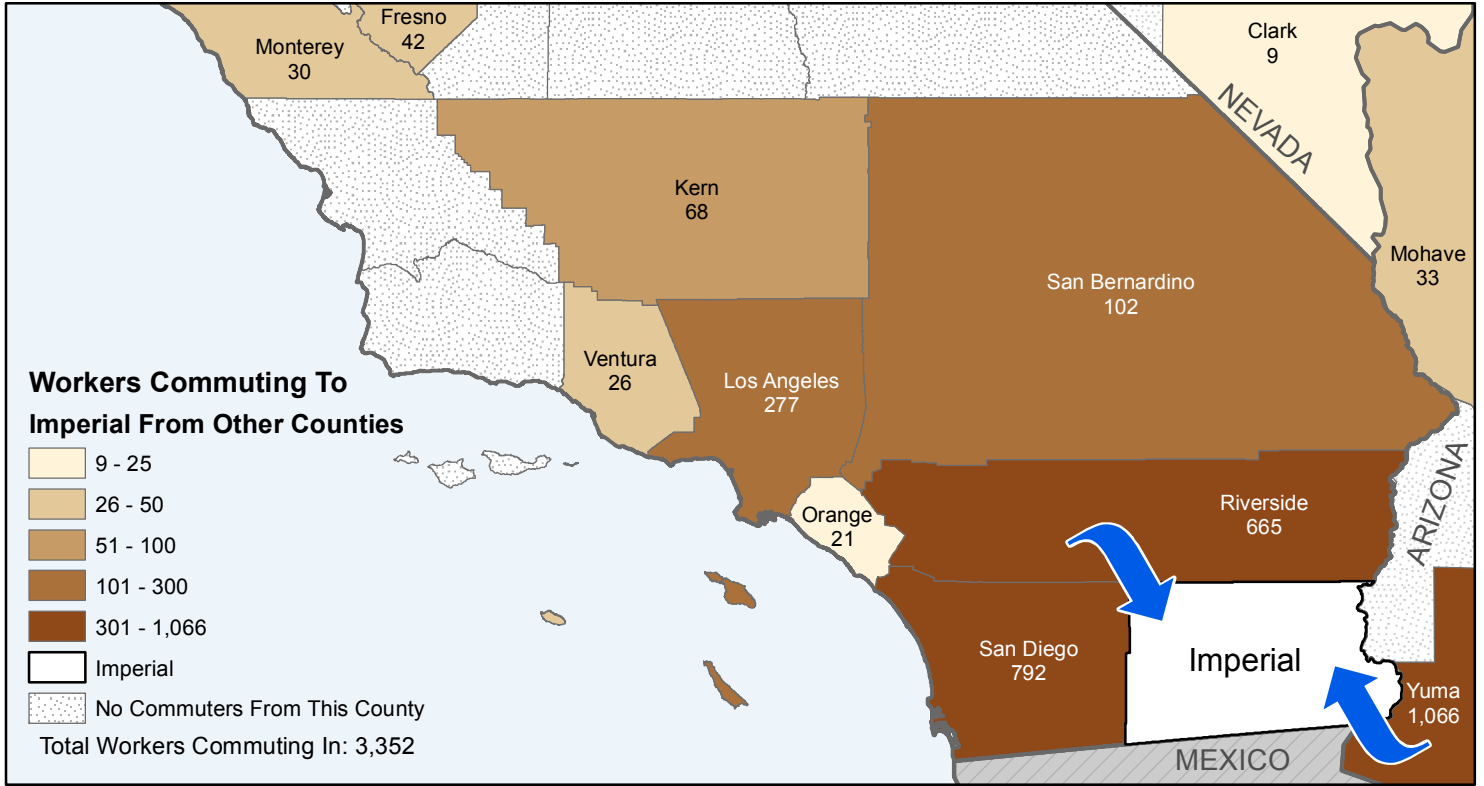 Fresno
42
Monterey
30
Clark
9
NEVADA
Kern
68
Mohave
33
San Bernardino
102
Ventura
26
Los Angeles
277
Workers Commuting To
Imperial From Other Counties
9 - 25
26 - 50
51 - 100
101 - 300
301 - 1,066
Imperial
No Commuters From This County
Total Workers Commuting In: 3,352
Orange
21
Riverside
665
ARIZONA
San Diego
792
Imperial
Yuma
1,066
MEXICO